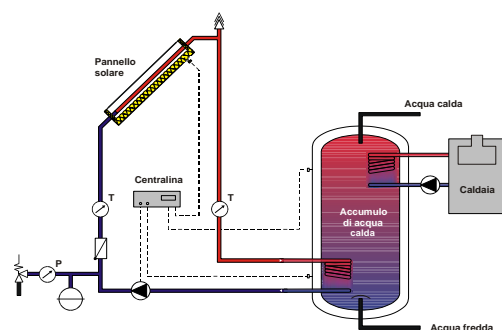 Pannello
solare
Acqua calda
Centralina
Caldaia
T
T
Accumulo
di acqua
calda
P
Acqua fredda